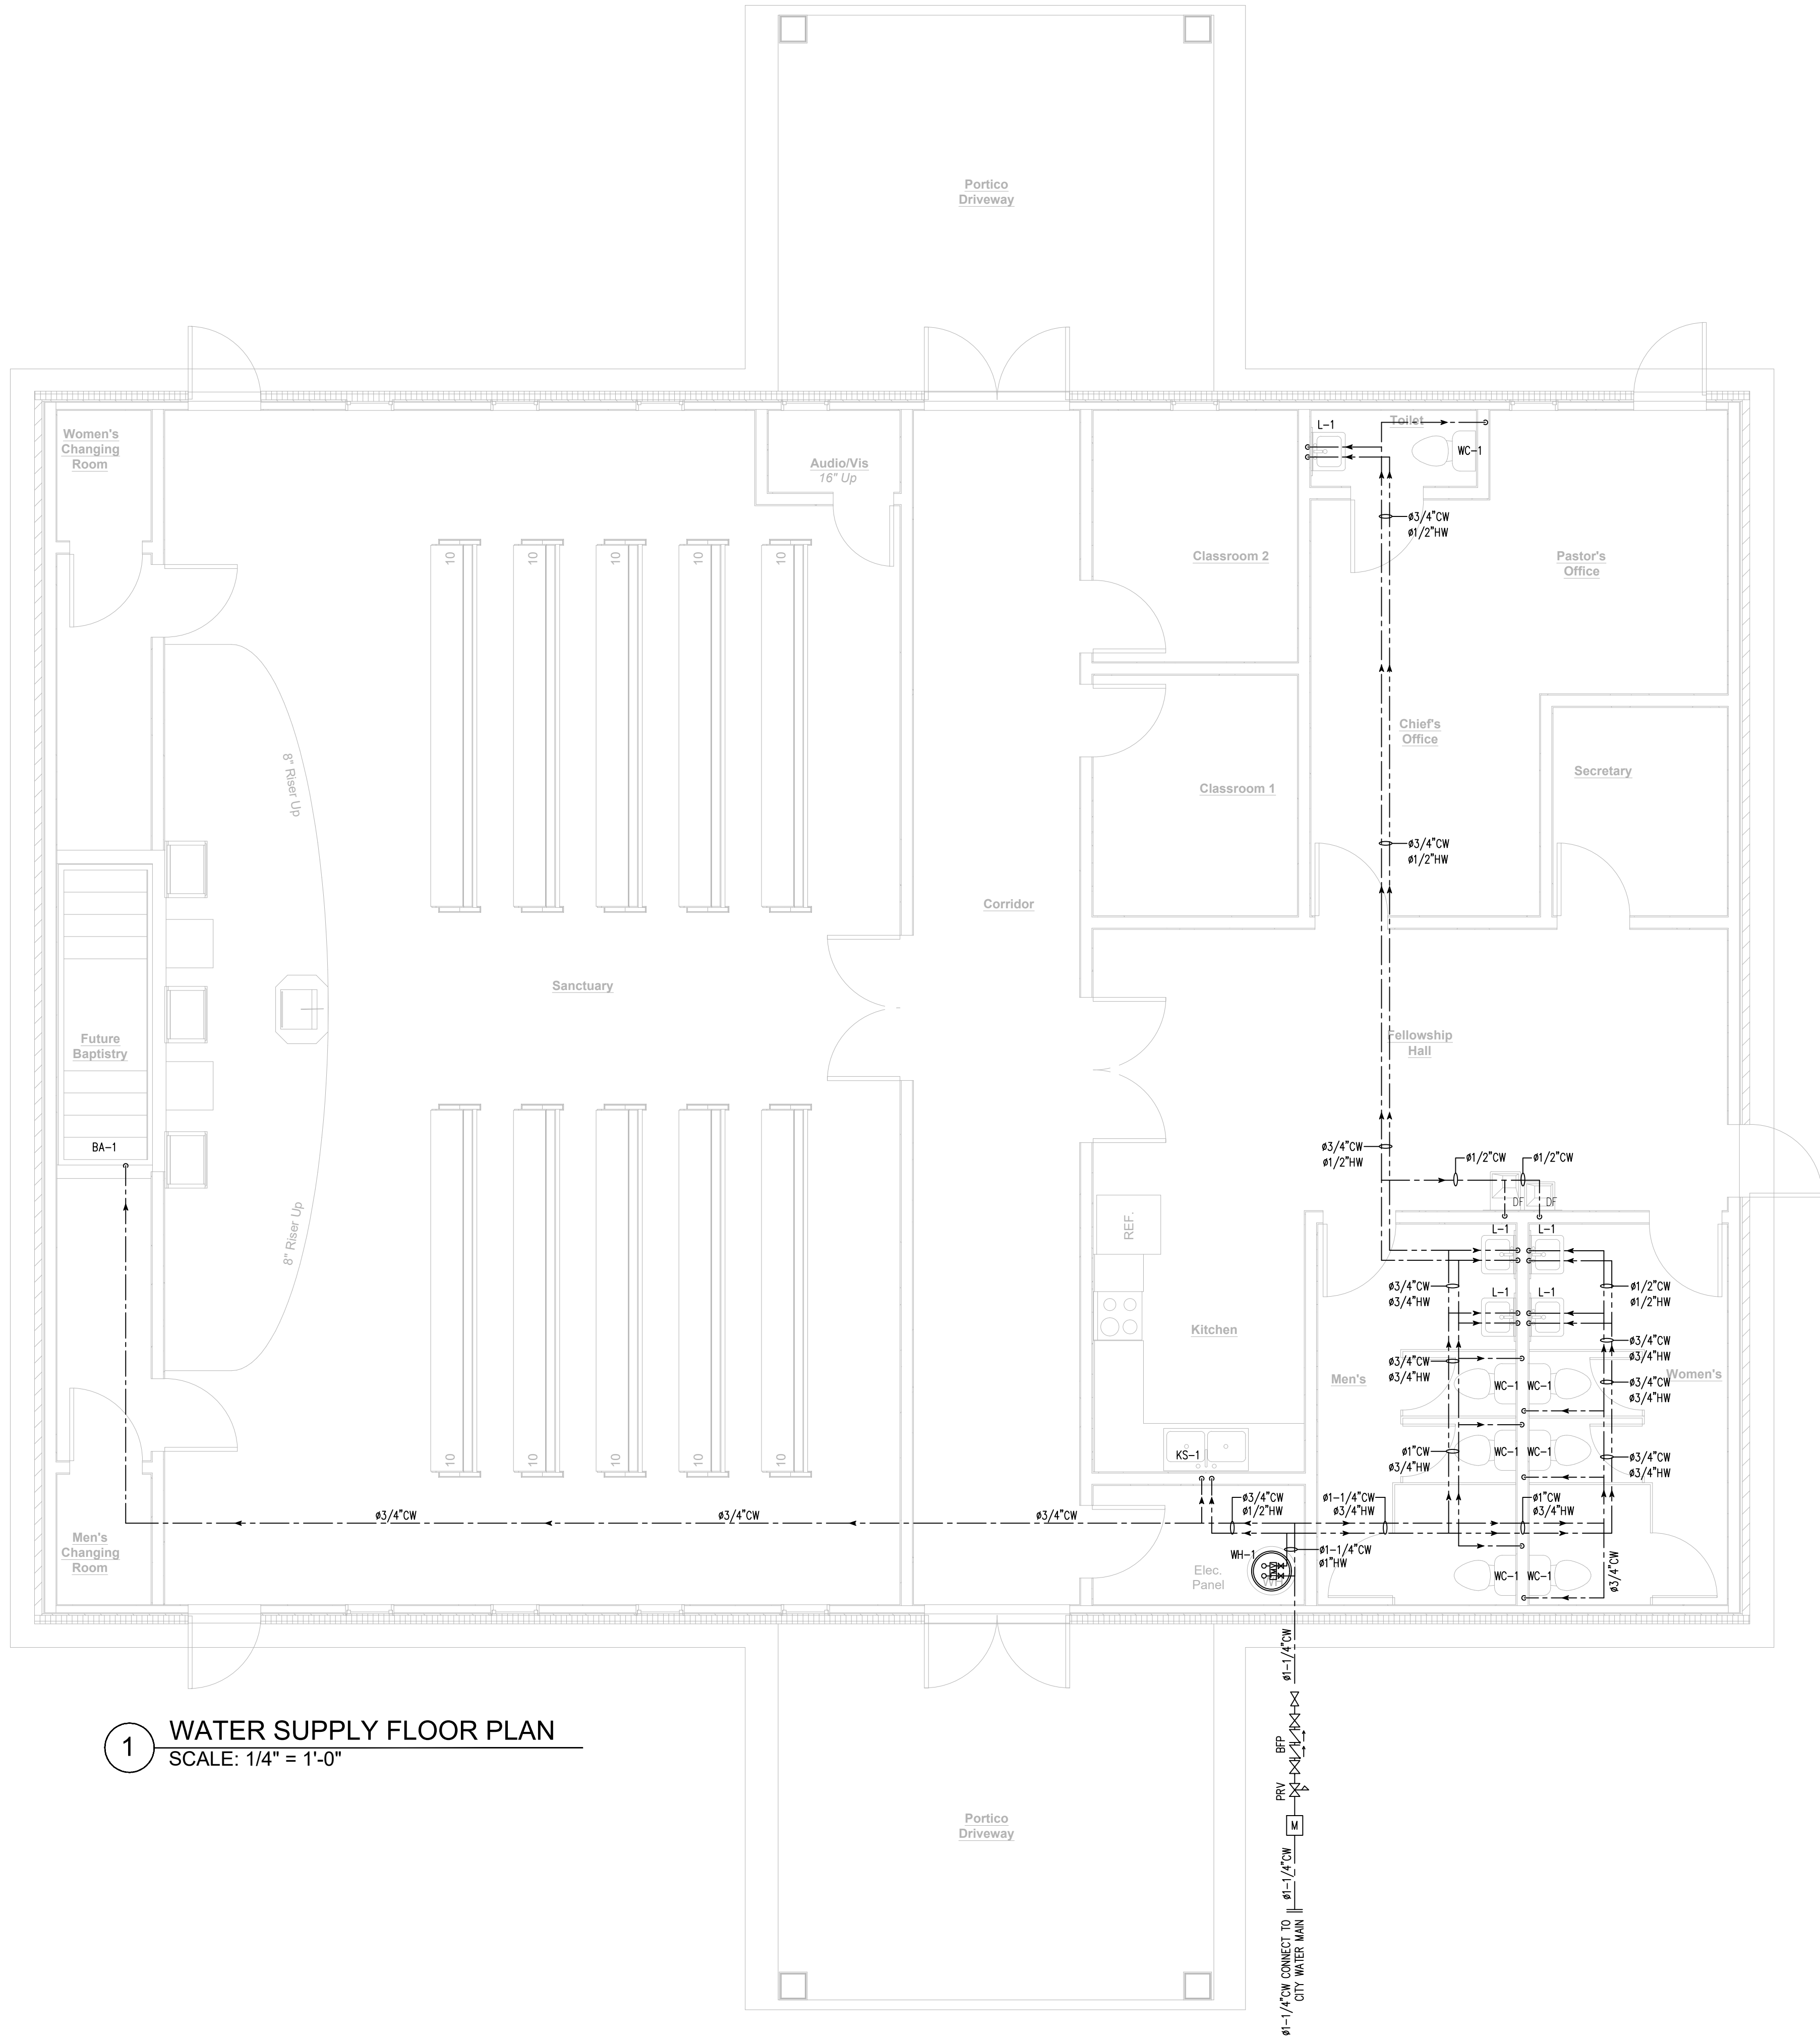 Portico
Driveway
Women's
Changing
Room
Audio/Vis
16" Up
L-1
Toilet
WC-1
ø3/4"CW
ø1/2"HW
10
10
10
10
10
Classroom 2
Pastor's
Office
Chief's
Office
8" Riser Up
Classroom 1
Secretary
ø3/4"CW
ø1/2"HW
Corridor
Sanctuary
Future
Baptistry
Fellowship
Hall
BA-1
ø3/4"CW
ø1/2"HW
ø1/2"CW
ø1/2"CW
DF
DF
REF.
8" Riser Up
L-1
L-1
ø3/4"CW
ø3/4"HW
ø1/2"CW
ø1/2"HW
L-1
L-1
Kitchen
ø3/4"CW
ø3/4"HW
ø3/4"CW
ø3/4"HW
Men's
Women's
ø3/4"CW
ø3/4"HW
WC-1
WC-1
10
10
10
10
10
KS-1
ø1"CW
ø3/4"HW
WC-1
WC-1
ø3/4"CW
ø3/4"HW
ø3/4"CW
ø3/4"CW
ø3/4"CW
ø3/4"CW
ø1/2"HW
ø1-1/4"CW
ø3/4"HW
ø1"CW
ø3/4"HW
Men's
Changing
Room
WH-1
ø1-1/4"CW
ø1"HW
Elec.
Panel
WH
M
WC-1
WC-1
ø3/4"CW
ø1-1/4"CW
BFP
PRV
M
ø1-1/4"CW
ø1-1/4"CW CONNECT TO
CITY WATER MAIN
1
WATER SUPPLY FLOOR PLAN
SCALE: 1/4" = 1'-0"
Portico
Driveway